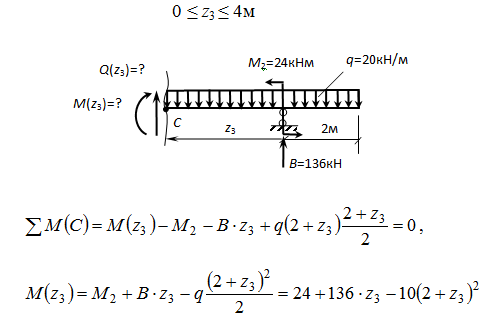 0 ≤ z₃ ≤ 4м
M₂=24кНм
q=20кН/м
Q(z₃)=?
M(z₃)=?
C
z₃
2м
B=136кН
∑ M(C) = M(z₃) − M₂ − B · z₃ + q(2 + z₃) (2 + z₃)/2 = 0 ,
M(z₃) = M₂ + B · z₃ − q (2 + z₃)²/2 = 24 + 136 · z₃ − 10(2 + z₃)²